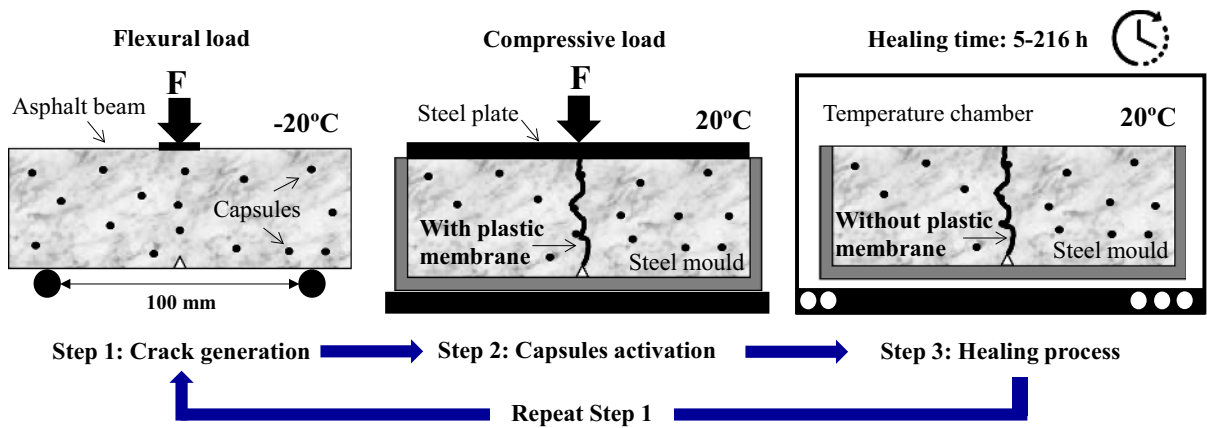 Flexural load
F
Asphalt beam
-20ºC
Capsules
100 mm
Step 1: Crack generation
Compressive load
F
Steel plate
20ºC
With plastic
membrane
Steel mould
Step 2: Capsules activation
Healing time: 5-216 h
Temperature chamber
20ºC
Without plastic
membrane
Steel mould
Step 3: Healing process
Repeat Step 1